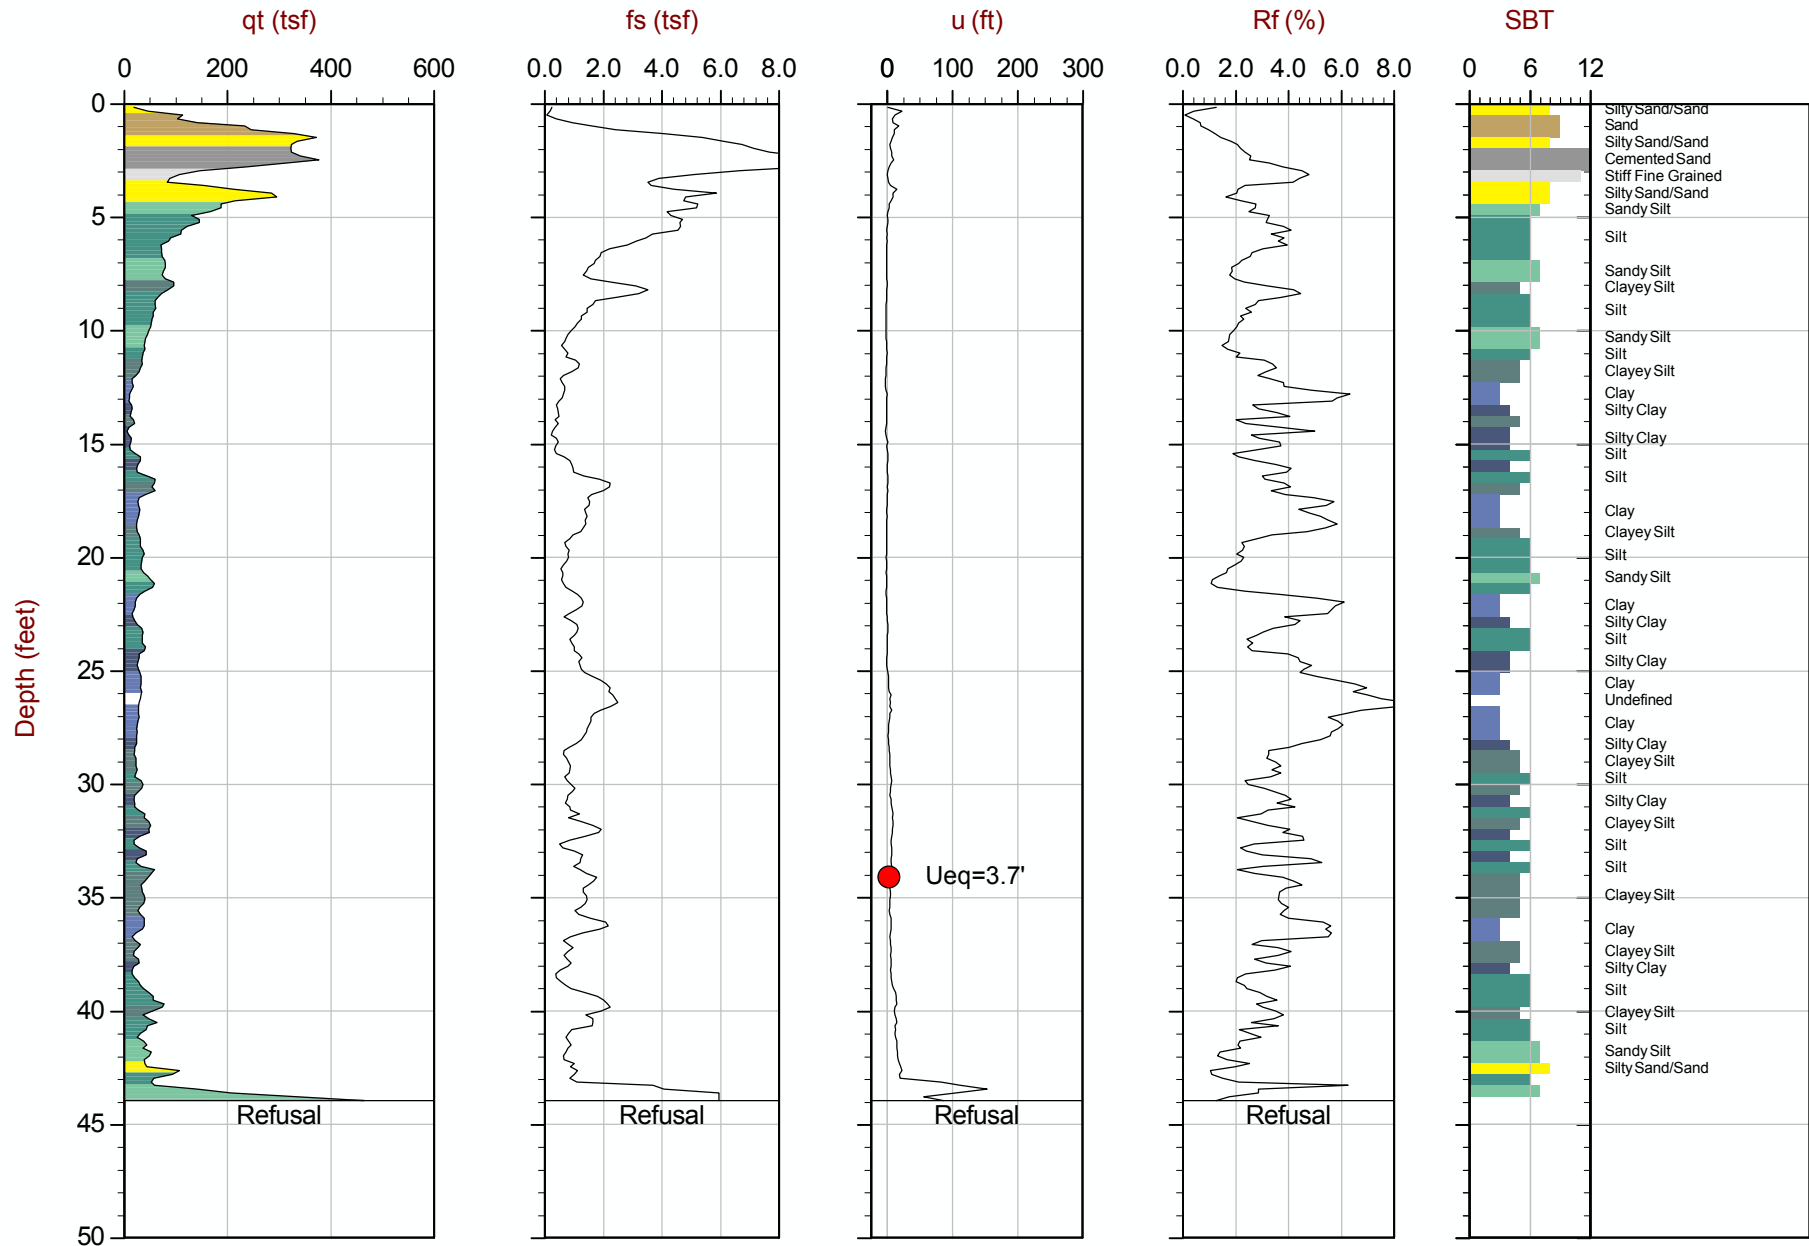 qt (tsf) fs (tsf) u (ft) Rf (%) SBT
0 200 400 600 0.0 2.0 4.0 6.0 8.0 0 100 200 300 0.0 2.0 4.0 6.0 8.0 0 6 12
0
Silty Sand/Sand
Sand
Silty Sand/Sand
Cemented Sand
Stiff Fine Grained
Silty Sand/Sand
Sandy Silt
5
Silt
Sandy Silt
Clayey Silt
Silt
10
Sandy Silt
Silt
Clayey Silt
Clay
Silty Clay
Silty Clay
15
Silt
Silt
Clay
Clayey Silt
20
Silt
Sandy Silt
Clay
Silty Clay
Silt
Silty Clay
25
Clay
Undefined
Clay
Silty Clay
Clayey Silt
Silt
30
Silty Clay
Clayey Silt
Silt
Silt
Ueq=3.7'
Clayey Silt
35
Clay
Clayey Silt
Silty Clay
Silt
Clayey Silt
40
Silt
Sandy Silt
Silty Sand/Sand
Refusal Refusal Refusal Refusal
45
50
Depth (feet)